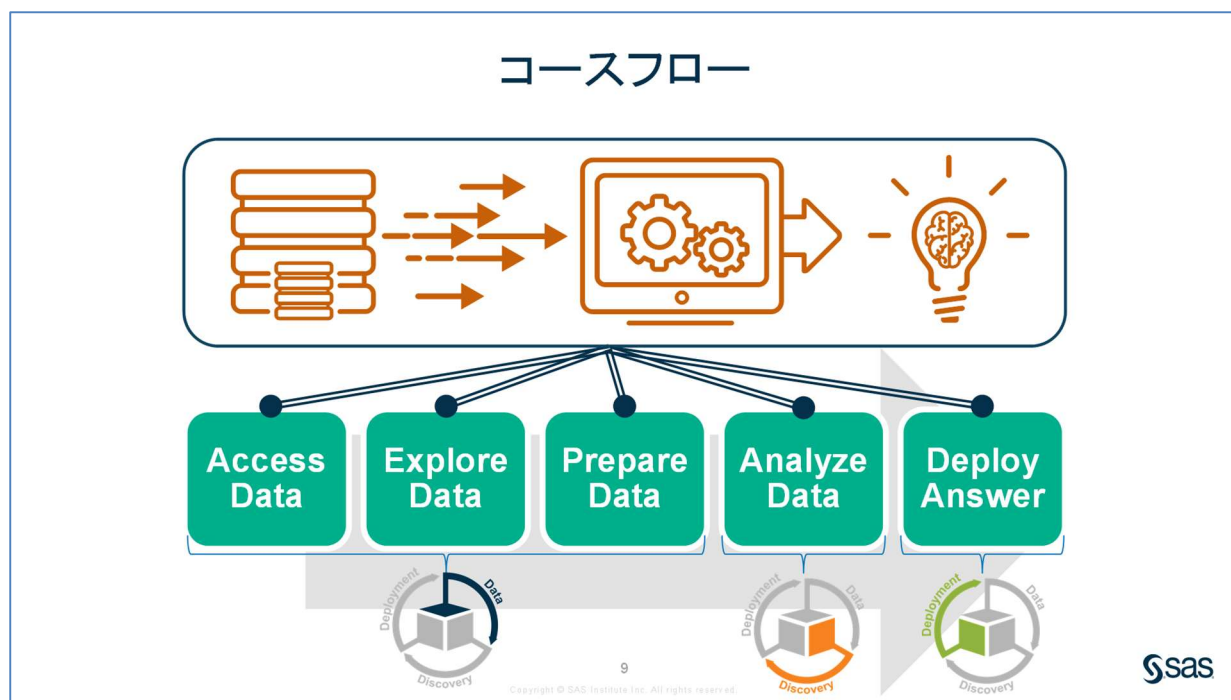 コースフロー
Access
Data
Explore
Data
Prepare
Data
Analyze
Data
Deploy
Answer
Deployment
Data
Discovery
Deployment
Data
Discovery
Deployment
Data
Discovery
9
Copyright © SAS Institute Inc. All rights reserved.
sas